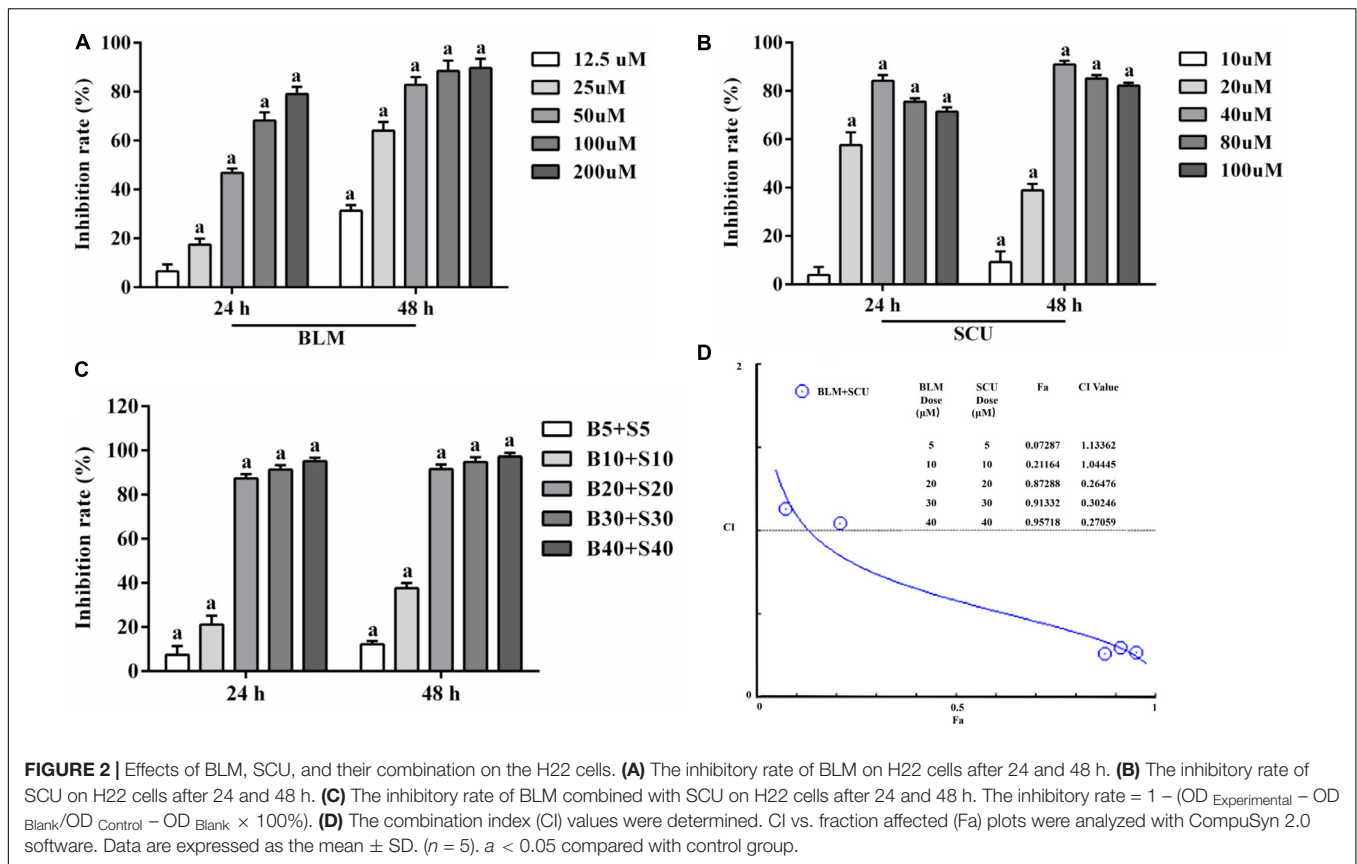 A
Inhibition rate (%)
100
80
60
40
20
0
a a a a a a a a a
24 h 48 h
BLM
12.5 uM
25uM
50uM
100uM
200uM
B
Inhibition rate (%)
100
80
60
40
20
0
a a a a a a a a a
24 h 48 h
SCU
10uM
20uM
40uM
80uM
100uM
C
Inhibition rate (%)
120
100
80
60
40
20
0
a a a a a a a a a a
24 h 48 h
B5+S5
B10+S10
B20+S20
B30+S30
B40+S40
D
2
CI
0
BLM+SCU
BLM Dose (μM) SCU Dose (μM) Fa CI Value
5 5 0.07287 1.13362
10 10 0.21164 1.04445
20 20 0.87288 0.26476
30 30 0.91332 0.30246
40 40 0.95718 0.27059
0 0.5 1
Fa
FIGURE 2 | Effects of BLM, SCU, and their combination on the H22 cells. (A) The inhibitory rate of BLM on H22 cells after 24 and 48 h. (B) The inhibitory rate of
SCU on H22 cells after 24 and 48 h. (C) The inhibitory rate of BLM combined with SCU on H22 cells after 24 and 48 h. The inhibitory rate = 1 – (OD Experimental – OD
Blank/OD Control – OD Blank × 100%). (D) The combination index (CI) values were determined. CI vs. fraction affected (Fa) plots were analyzed with CompuSyn 2.0
software. Data are expressed as the mean ± SD. (n = 5). a < 0.05 compared with control group.